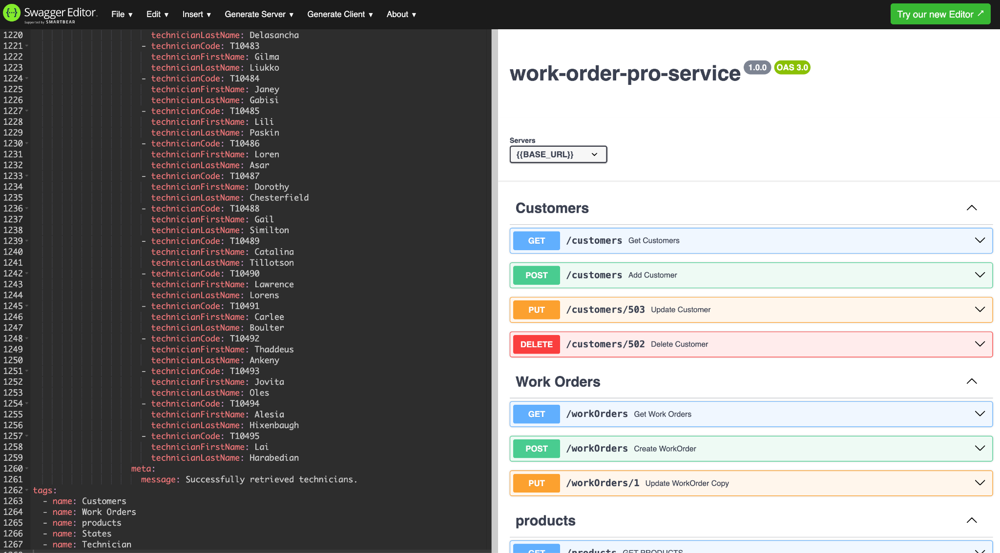 Swagger Editor.
Supported by SMARTBEAR
File ▾ Edit ▾ Insert ▾ Generate Server ▾ Generate Client ▾ About ▾
Try our new Editor ↗
1220 technicianLastName: Delasancha
1221 - technicianCode: T10483
1222 technicianFirstName: Gilma
1223 technicianLastName: Liukko
1224 - technicianCode: T10484
1225 technicianFirstName: Janey
1226 technicianLastName: Gabisi
1227 - technicianCode: T10485
1228 technicianFirstName: Lili
1229 technicianLastName: Paskin
1230 - technicianCode: T10486
1231 technicianFirstName: Loren
1232 technicianLastName: Asar
1233 - technicianCode: T10487
1234 technicianFirstName: Dorothy
1235 technicianLastName: Chesterfield
1236 - technicianCode: T10488
1237 technicianFirstName: Gail
1238 technicianLastName: Similton
1239 - technicianCode: T10489
1240 technicianFirstName: Catalina
1241 technicianLastName: Tillotson
1242 - technicianCode: T10490
1243 technicianFirstName: Lawrence
1244 technicianLastName: Lorens
1245 - technicianCode: T10491
1246 technicianFirstName: Carlee
1247 technicianLastName: Boulter
1248 - technicianCode: T10492
1249 technicianFirstName: Thaddeus
1250 technicianLastName: Ankeny
1251 - technicianCode: T10493
1252 technicianFirstName: Jovita
1253 technicianLastName: Oles
1254 - technicianCode: T10494
1255 technicianFirstName: Alesia
1256 technicianLastName: Hixenbaugh
1257 - technicianCode: T10495
1258 technicianFirstName: Lai
1259 technicianLastName: Harabedian
1260 meta:
1261 message: Successfully retrieved technicians.
1262 tags:
1263 - name: Customers
1264 - name: Work Orders
1265 - name: products
1266 - name: States
1267 - name: Technician
1268
work-order-pro-service 1.0.0 OAS 3.0
Servers
{{BASE_URL}}
Customers
GET /customers Get Customers
POST /customers Add Customer
PUT /customers/503 Update Customer
DELETE /customers/502 Delete Customer
Work Orders
GET /workOrders Get Work Orders
POST /workOrders Create WorkOrder
PUT /workOrders/1 Update WorkOrder Copy
products
GET /products GET PRODUCTS